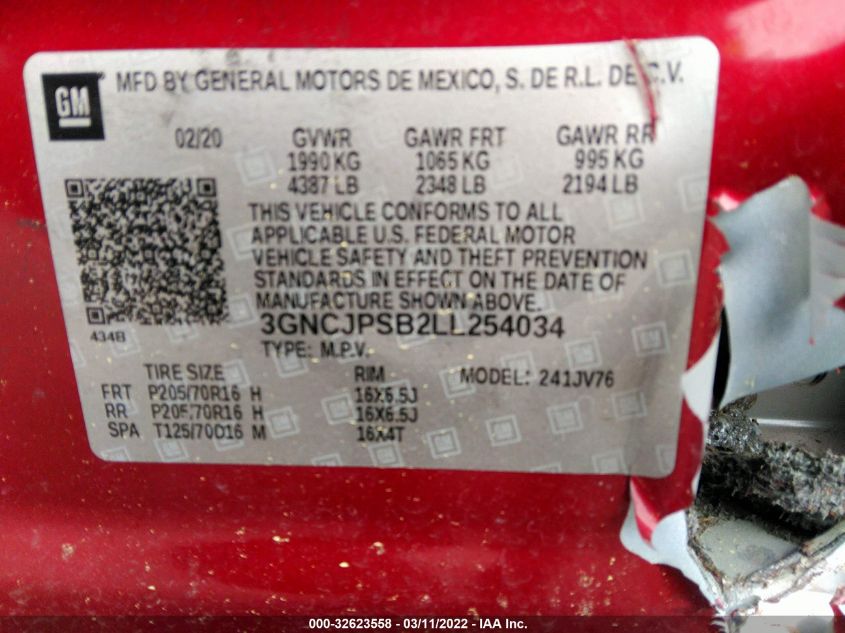 GM
MFD BY GENERAL MOTORS DE MEXICO, S. DE R.L. DE C.V.
02/20 GVWR GAWR FRT GAWR RR
1990 KG 1065 KG 995 KG
4387 LB 2348 LB 2194 LB
THIS VEHICLE CONFORMS TO ALL
APPLICABLE U.S. FEDERAL MOTOR
VEHICLE SAFETY AND THEFT PREVENTION
STANDARDS IN EFFECT ON THE DATE OF
MANUFACTURE SHOWN ABOVE.
434B 3GNCJPSB2LL254034
TYPE: M.P.V.
TIRE SIZE RIM MODEL: 241JV76
FRT P205/70R16 H 16X6.5J
RR P205/70R16 H 16X6.5J
SPA T125/70D16 M 16X4T
000-32623558 - 03/11/2022 - IAA Inc.